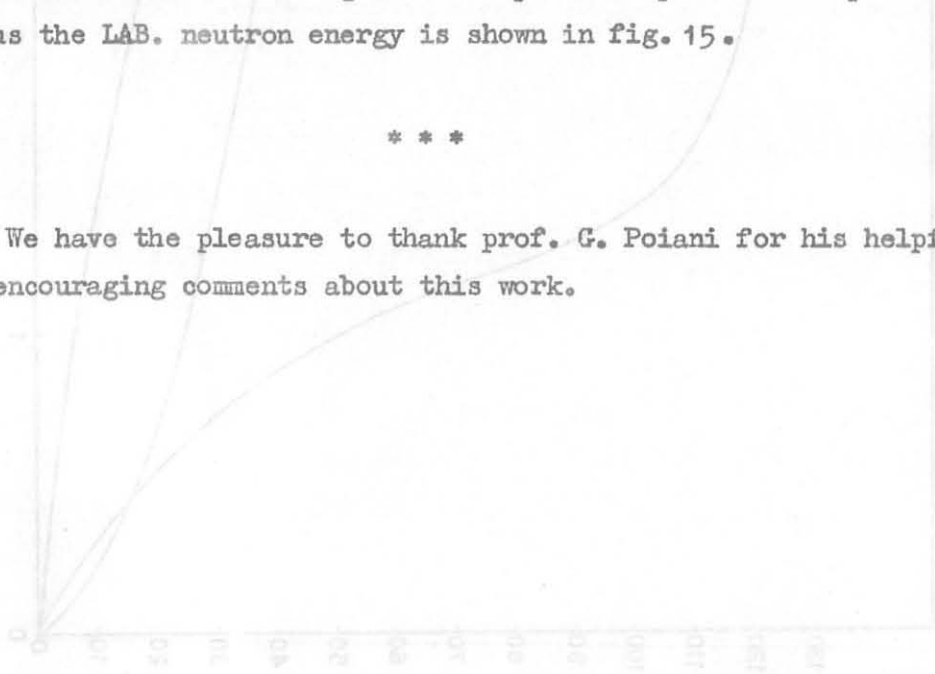 as the LAB. neutron energy is shown in fig. 15.
* * *
We have the pleasure to thank prof. G. Poiani for his
encouraging comments about this work.